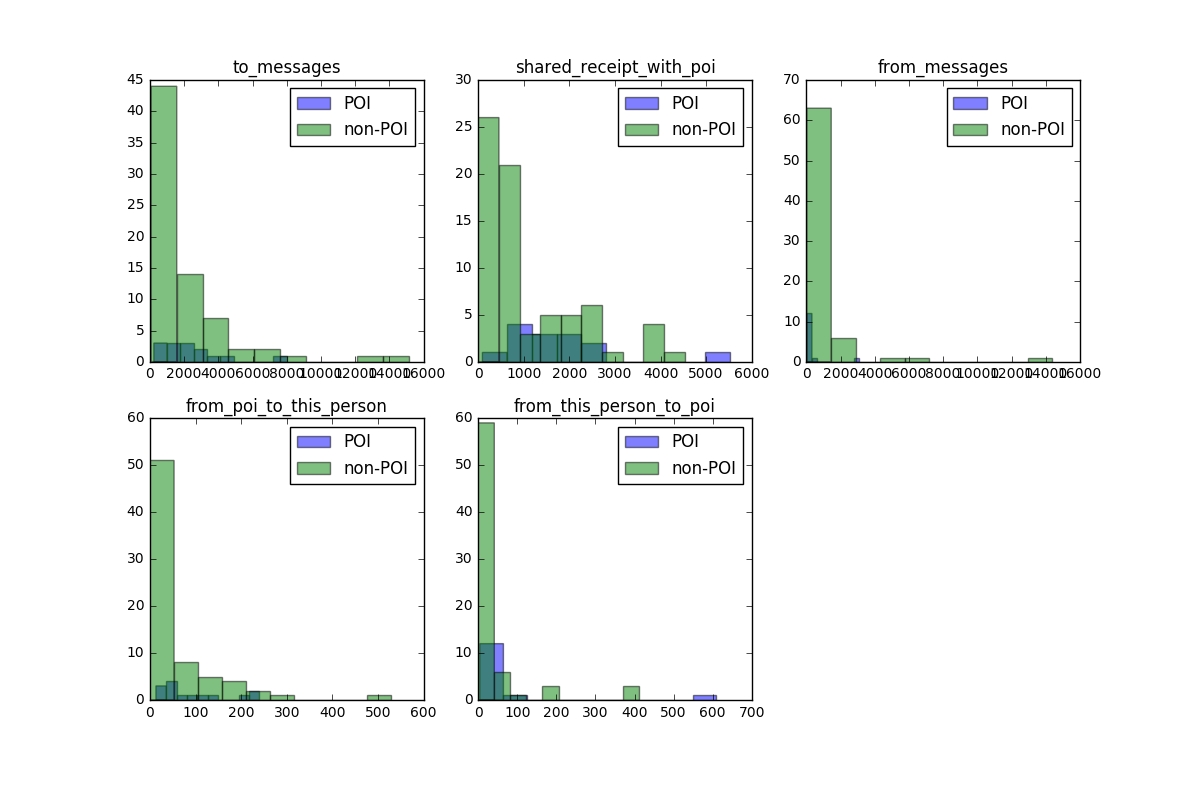 to_messages
POI
non-POI
45
40
35
30
25
20
15
10
5
0
0 2000 4000 6000 8000 10000 12000 14000 16000
shared_receipt_with_poi
POI
non-POI
30
25
20
15
10
5
0
0 1000 2000 3000 4000 5000 6000
from_messages
POI
non-POI
70
60
50
40
30
20
10
0
0 2000 4000 6000 8000 10000 12000 14000 16000
from_poi_to_this_person
POI
non-POI
60
50
40
30
20
10
0
0 100 200 300 400 500 600
from_this_person_to_poi
POI
non-POI
60
50
40
30
20
10
0
0 100 200 300 400 500 600 700